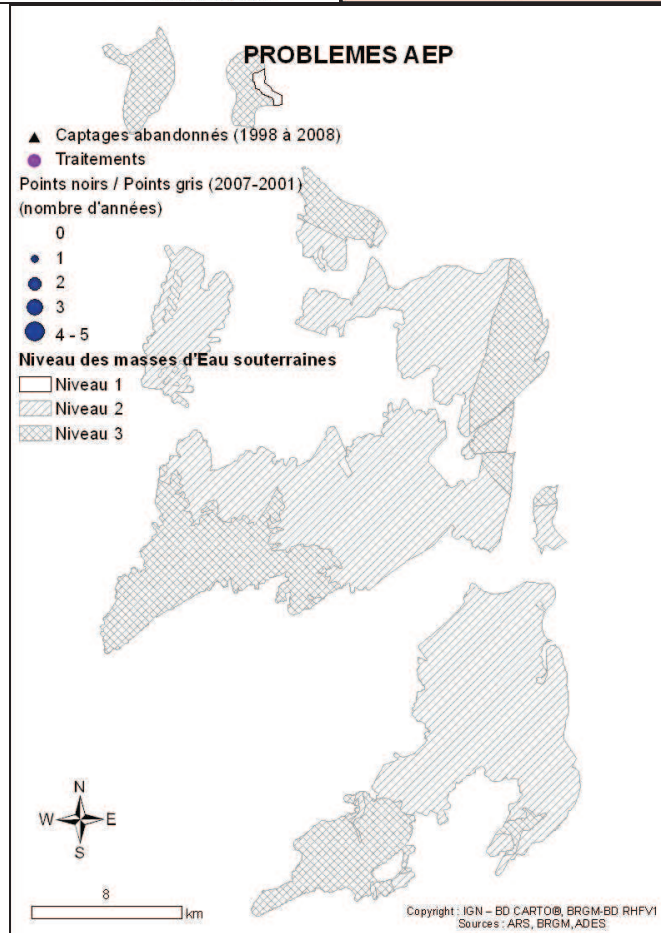 PROBLEMES AEP
Captages abandonnés (1998 à 2008)
Traitements
Points noirs / Points gris (2007-2001)
(nombre d'années)
0
1
2
3
4 - 5
Niveau des masses d'Eau souterraines
Niveau 1
Niveau 2
Niveau 3
N
W E
S
8
km
Copyright : IGN – BD CARTO®, BRGM-BD RHFV1
Sources : ARS, BRGM, ADES